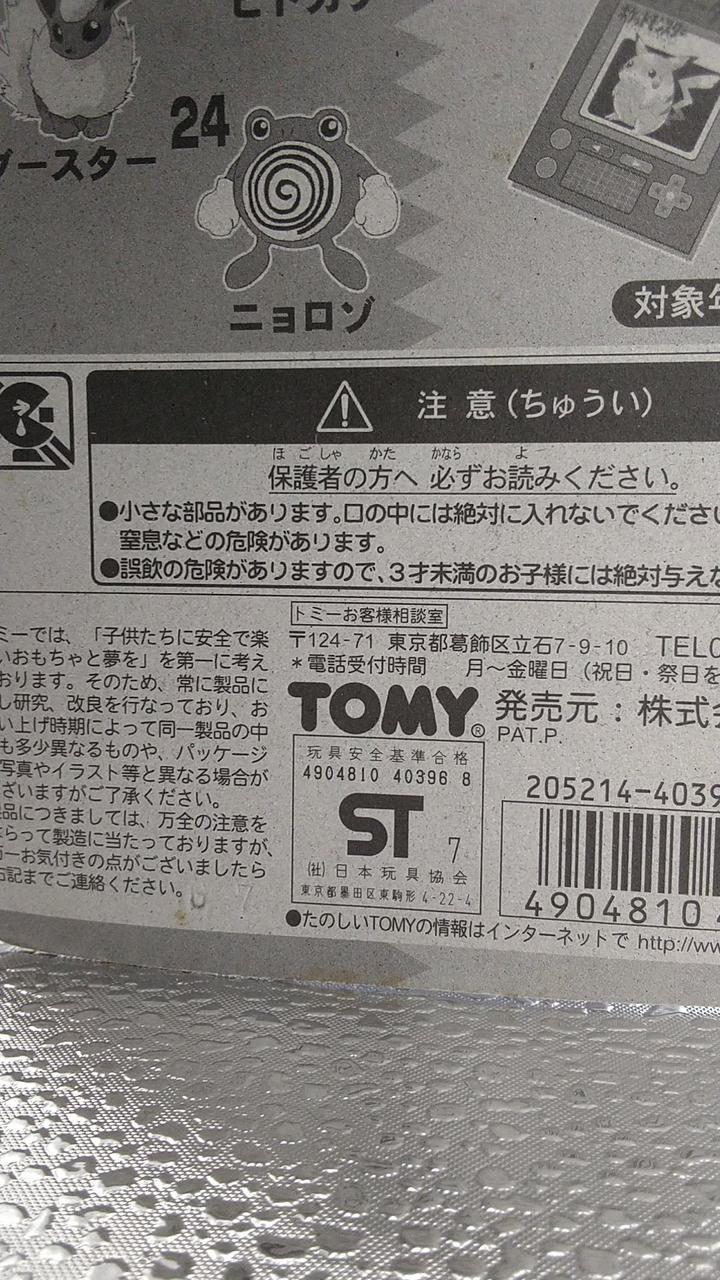 ヒトカゲ
ポケットモンスター
24
ブースター
ニョロゾ
対象年
注 意(ちゅうい)
ほ ご しゃ かた かなら よ
保護者の方へ 必ずお読みください。
●小さな部品があります。口の中には絶対に入れないでくださ
窒息などの危険があります。
●誤飲の危険がありますので、3才未満のお子様には絶対与えな
ミーでは、「子供たちに安全で楽
いおもちゃと夢を」を第一に考え
おります。そのため、常に製品に
し研究、改良を行なっており、お
い上げ時期によって同一製品の中
も多少異なるものや、パッケージ
写真やイラスト等と異なる場合が
ざいますがご了承ください。
製品につきましては、万全の注意を
らって製造に当たっておりますが、
万一お気付きの点がございましたら
右記までご連絡ください。
トミーお客様相談室
〒124-71 東京都葛飾区立石7-9-10 TEL0
＊電話受付時間 月〜金曜日(祝日・祭日を
TOMY® 発売元：株式会
PAT.P.
玩具安全基準合格
4904810 40396 8
ST 7
(社)日本玩具協会
東京都墨田区東駒形 4-22-4
205214-4039
4904810
●たのしいTOMYの情報はインターネットで http://ww